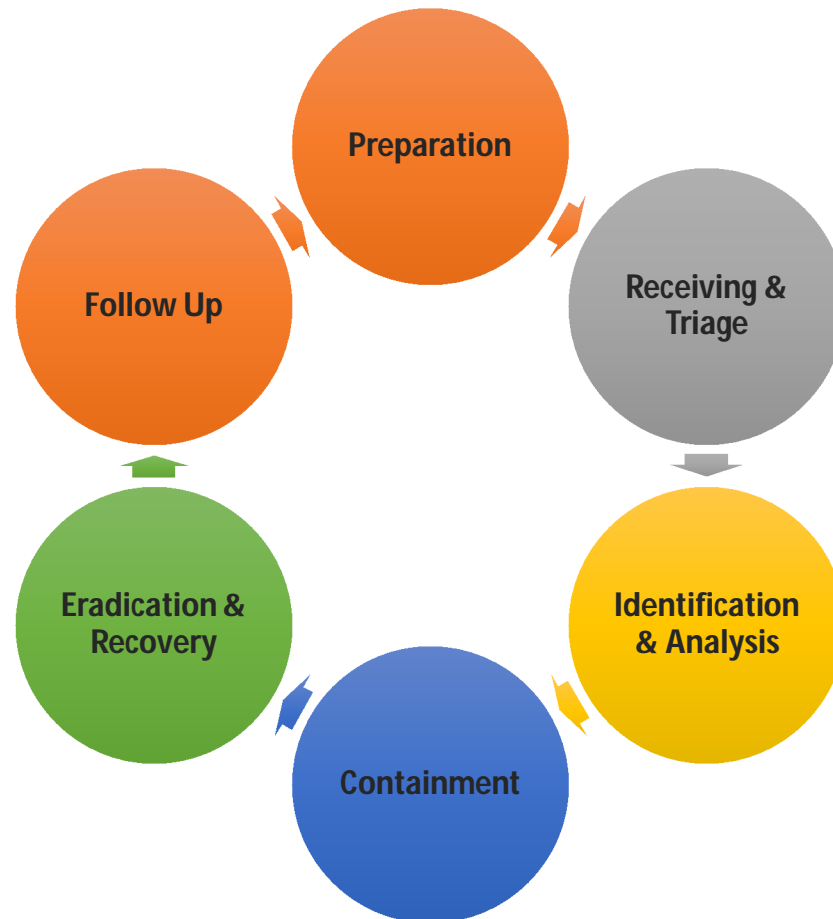 Preparation
Receiving &
Triage
Identification
& Analysis
Containment
Eradication &
Recovery
Follow Up